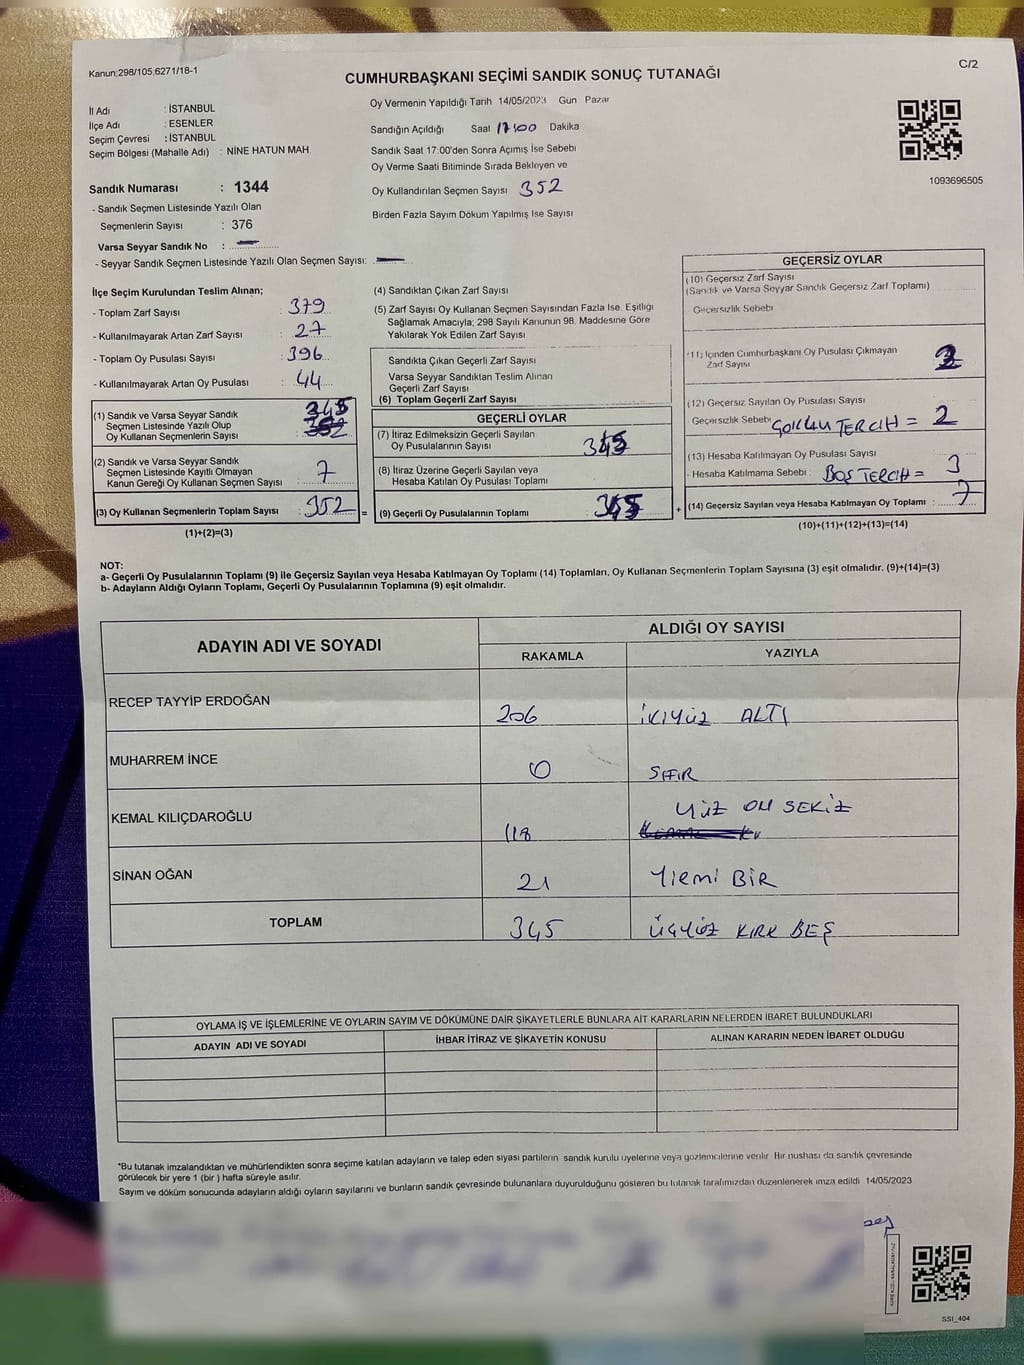 Kanun;298/105,6271/18-1
C/2
CUMHURBAŞKANI SEÇİMİ SANDIK SONUÇ TUTANAĞI
İl Adı : İSTANBUL
İlçe Adı : ESENLER
Seçim Çevresi : İSTANBUL
Seçim Bölgesi (Mahalle Adı) : NİNE HATUN MAH.
Sandık Numarası : 1344
- Sandık Seçmen Listesinde Yazılı Olan
Seçmenlerin Sayısı : 376
Varsa Seyyar Sandık No :
- Seyyar Sandık Seçmen Listesinde Yazılı Olan Seçmen Sayısı:
Oy Vermenin Yapıldığı Tarih 14/05/2023 Gün Pazar
Sandığın Açıldığı Saat 17:00 Dakika
Sandık Saat 17:00'den Sonra Açımış İse Sebebi
Oy Verme Saati Bitiminde Sırada Bekleyen ve
Oy Kullandırılan Seçmen Sayısı 352
Birden Fazla Sayım Döküm Yapılmış İse Sayısı
1093696505
İlçe Seçim Kurulundan Teslim Alınan;
- Toplam Zarf Sayısı : 379
- Kullanılmayarak Artan Zarf Sayısı : 27
- Toplam Oy Pusulası Sayısı : 396
- Kullanılmayarak Artan Oy Pusulası : 44
(1) Sandık ve Varsa Seyyar Sandık
Seçmen Listesinde Yazılı Olup
Oy Kullanan Seçmenlerin Sayısı : 345
(2) Sandık ve Varsa Seyyar Sandık
Seçmen Listesinde Kayıtlı Olmayan
Kanun Gereği Oy Kullanan Seçmen Sayısı : 7
(3) Oy Kullanan Seçmenlerin Toplam Sayısı : 352
(1)+(2)=(3)
(4) Sandıktan Çıkan Zarf Sayısı
(5) Zarf Sayısı Oy Kullanan Seçmen Sayısından Fazla İse, Eşitliği
Sağlamak Amacıyla; 298 Sayılı Kanunun 98. Maddesine Göre
Yakılarak Yok Edilen Zarf Sayısı
Sandıkta Çıkan Geçerli Zarf Sayısı
Varsa Seyyar Sandıktan Teslim Alınan
Geçerli Zarf Sayısı
(6) Toplam Geçerli Zarf Sayısı
GEÇERLİ OYLAR
(7) İtiraz Edilmeksizin Geçerli Sayılan
Oy Pusulalarının Sayısı : 345
(8) İtiraz Üzerine Geçerli Sayılan veya
Hesaba Katılan Oy Pusulası Toplamı
= (9) Geçerli Oy Pusulalarının Toplamı : 345 +
GEÇERSİZ OYLAR
(10) Geçersiz Zarf Sayısı
(Sandık ve Varsa Seyyar Sandık Geçersiz Zarf Toplamı)
Geçersizlik Sebebi
(11) İçinden Cumhurbaşkanı Oy Pusulası Çıkmayan
Zarf Sayısı
(12) Geçersiz Sayılan Oy Pusulası Sayısı
- Geçersizlik Sebebi TERCİH = 2
(13) Hesaba Katılmayan Oy Pusulası Sayısı
- Hesaba Katılmama Sebebi : BOŞ TERCİH = 3
(14) Geçersiz Sayılan veya Hesaba Katılmayan Oy Toplamı : 7
(10)+(11)+(12)+(13)=(14)
NOT:
a- Geçerli Oy Pusulalarının Toplamı (9) ile Geçersiz Sayılan veya Hesaba Katılmayan Oy Toplamı (14) Toplamları, Oy Kullanan Seçmenlerin Toplam Sayısına (3) eşit olmalıdır. (9)+(14)=(3)
b- Adayların Aldığı Oyların Toplamı, Geçerli Oy Pusulalarının Toplamına (9) eşit olmalıdır.
ADAYIN ADI VE SOYADI
ALDIĞI OY SAYISI
RAKAMLA YAZIYLA
RECEP TAYYİP ERDOĞAN 206 İKİYÜZ ALTI
MUHARREM İNCE 0 SIFIR
KEMAL KILIÇDAROĞLU 118 YÜZ ON SEKİZ
SİNAN OĞAN 21 YİRMİ BİR
TOPLAM 345 ÜÇYÜZ KIRK BEŞ
OYLAMA İŞ VE İŞLEMLERİNE VE OYLARIN SAYIM VE DÖKÜMÜNE DAİR ŞİKAYETLERLE BUNLARA AİT KARARLARIN NELERDEN İBARET BULUNDUKLARI
ADAYIN ADI VE SOYADI İHBAR İTİRAZ VE ŞİKAYETİN KONUSU ALINAN KARARIN NEDEN İBARET OLDUĞU
*Bu tutanak imzalandıktan ve mühürlendikten sonra seçime katılan adayların ve talep eden siyasi partilerin sandık kurulu üyelerine veya gözlemcilerine verilir. Bir nushası da sandık çevresinde
görülecek bir yere 1 (bir) hafta süreyle asılır.
Sayım ve döküm sonucunda adayların aldığı oyların sayılarını ve bunların sandık çevresinde bulunanlara duyurulduğunu gösteren bu tutanak tarafımızdan düzenlenerek imza edildi 14/05/2023
SSI_404